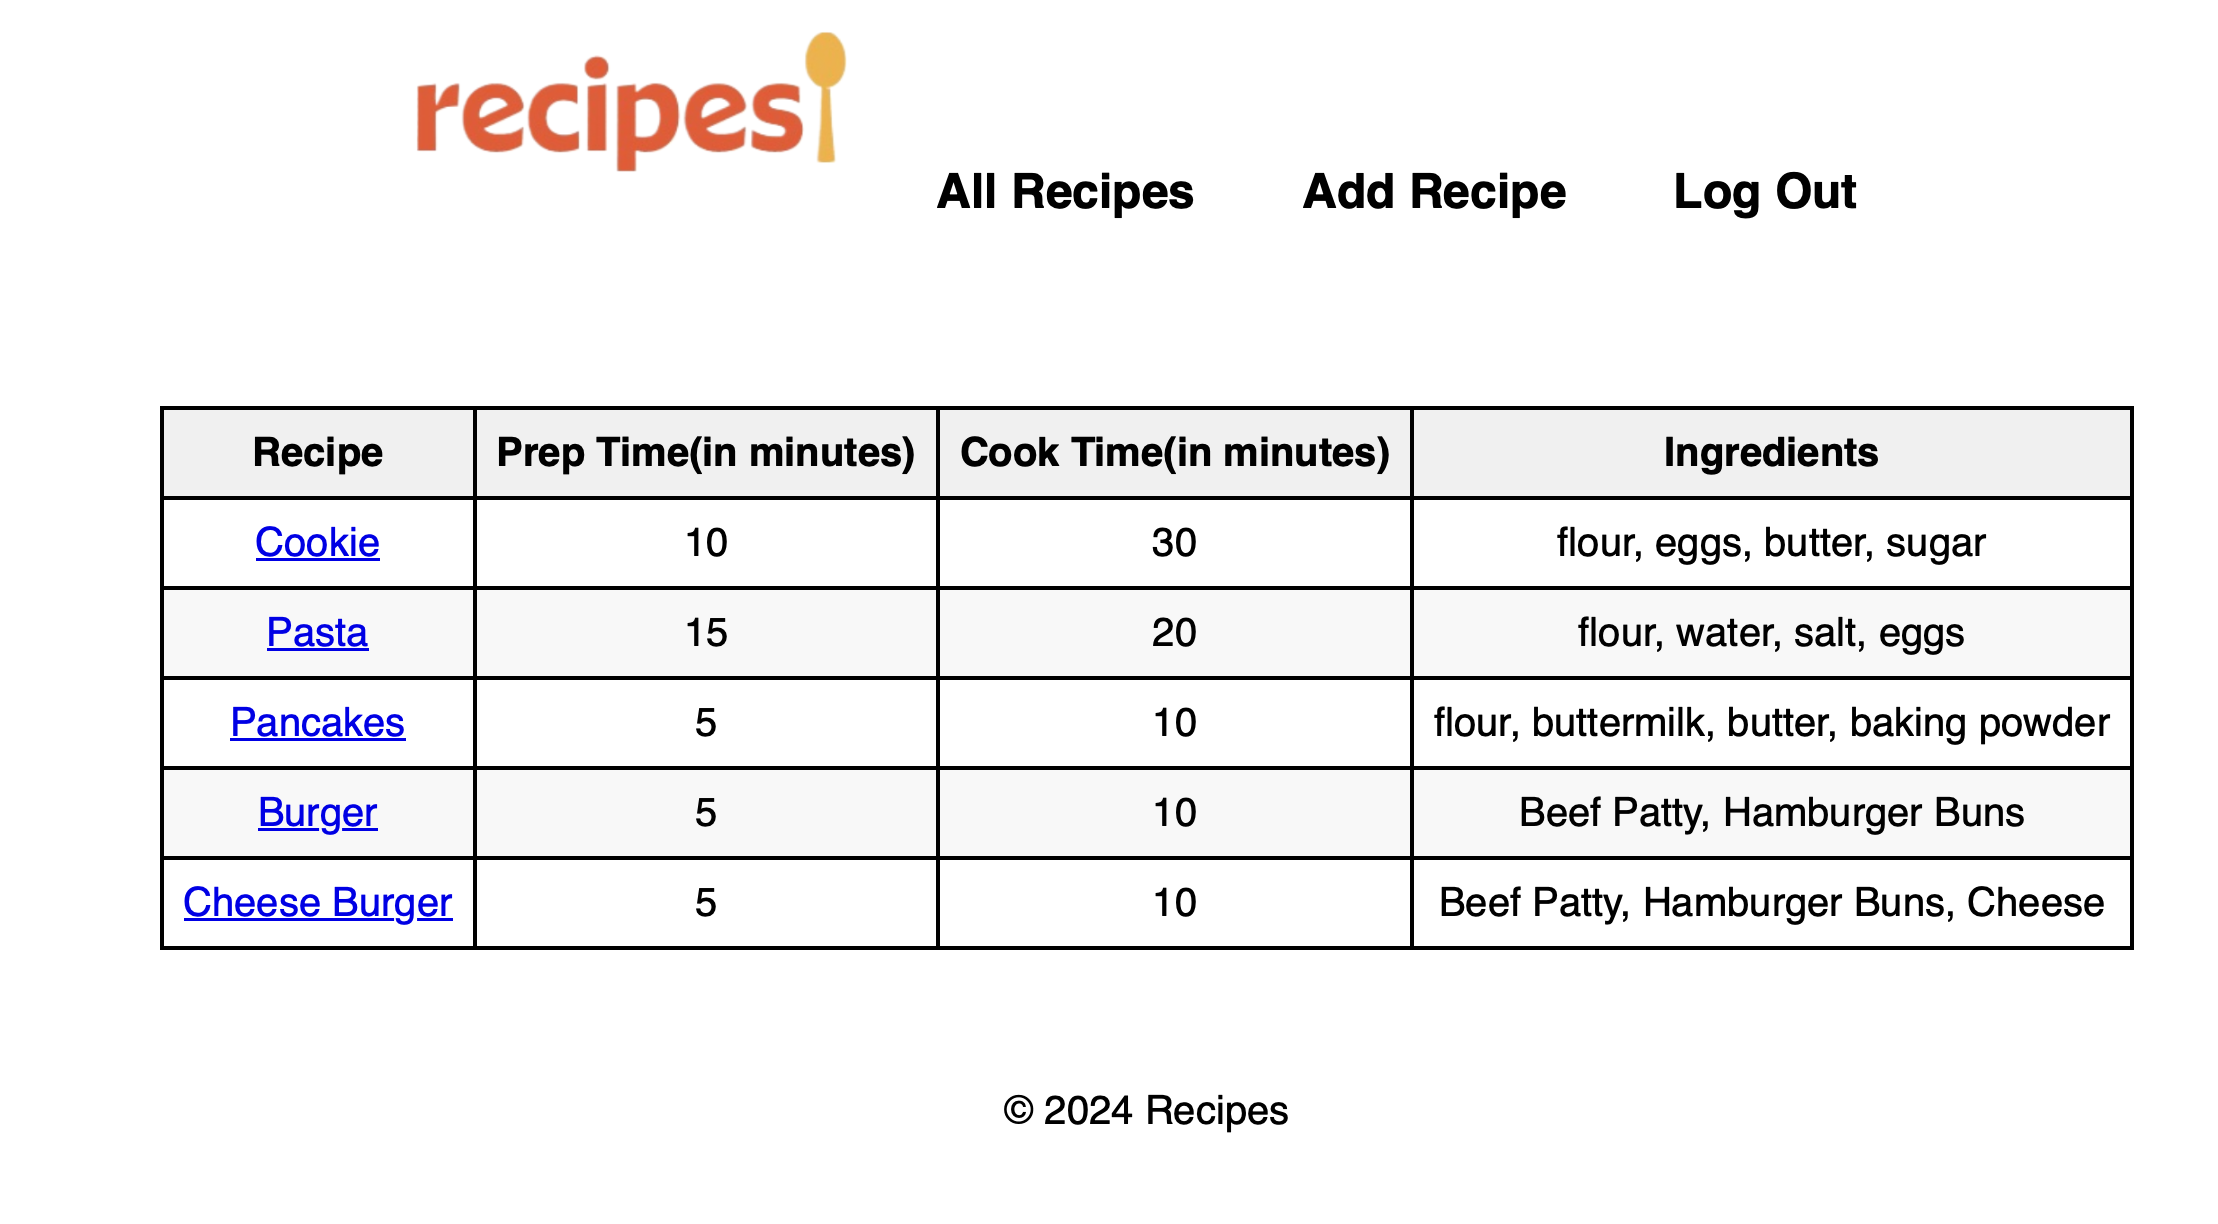 recipes
All Recipes Add Recipe Log Out
Recipe Prep Time(in minutes) Cook Time(in minutes) Ingredients
Cookie 10 30 flour, eggs, butter, sugar
Pasta 15 20 flour, water, salt, eggs
Pancakes 5 10 flour, buttermilk, butter, baking powder
Burger 5 10 Beef Patty, Hamburger Buns
Cheese Burger 5 10 Beef Patty, Hamburger Buns, Cheese
© 2024 Recipes